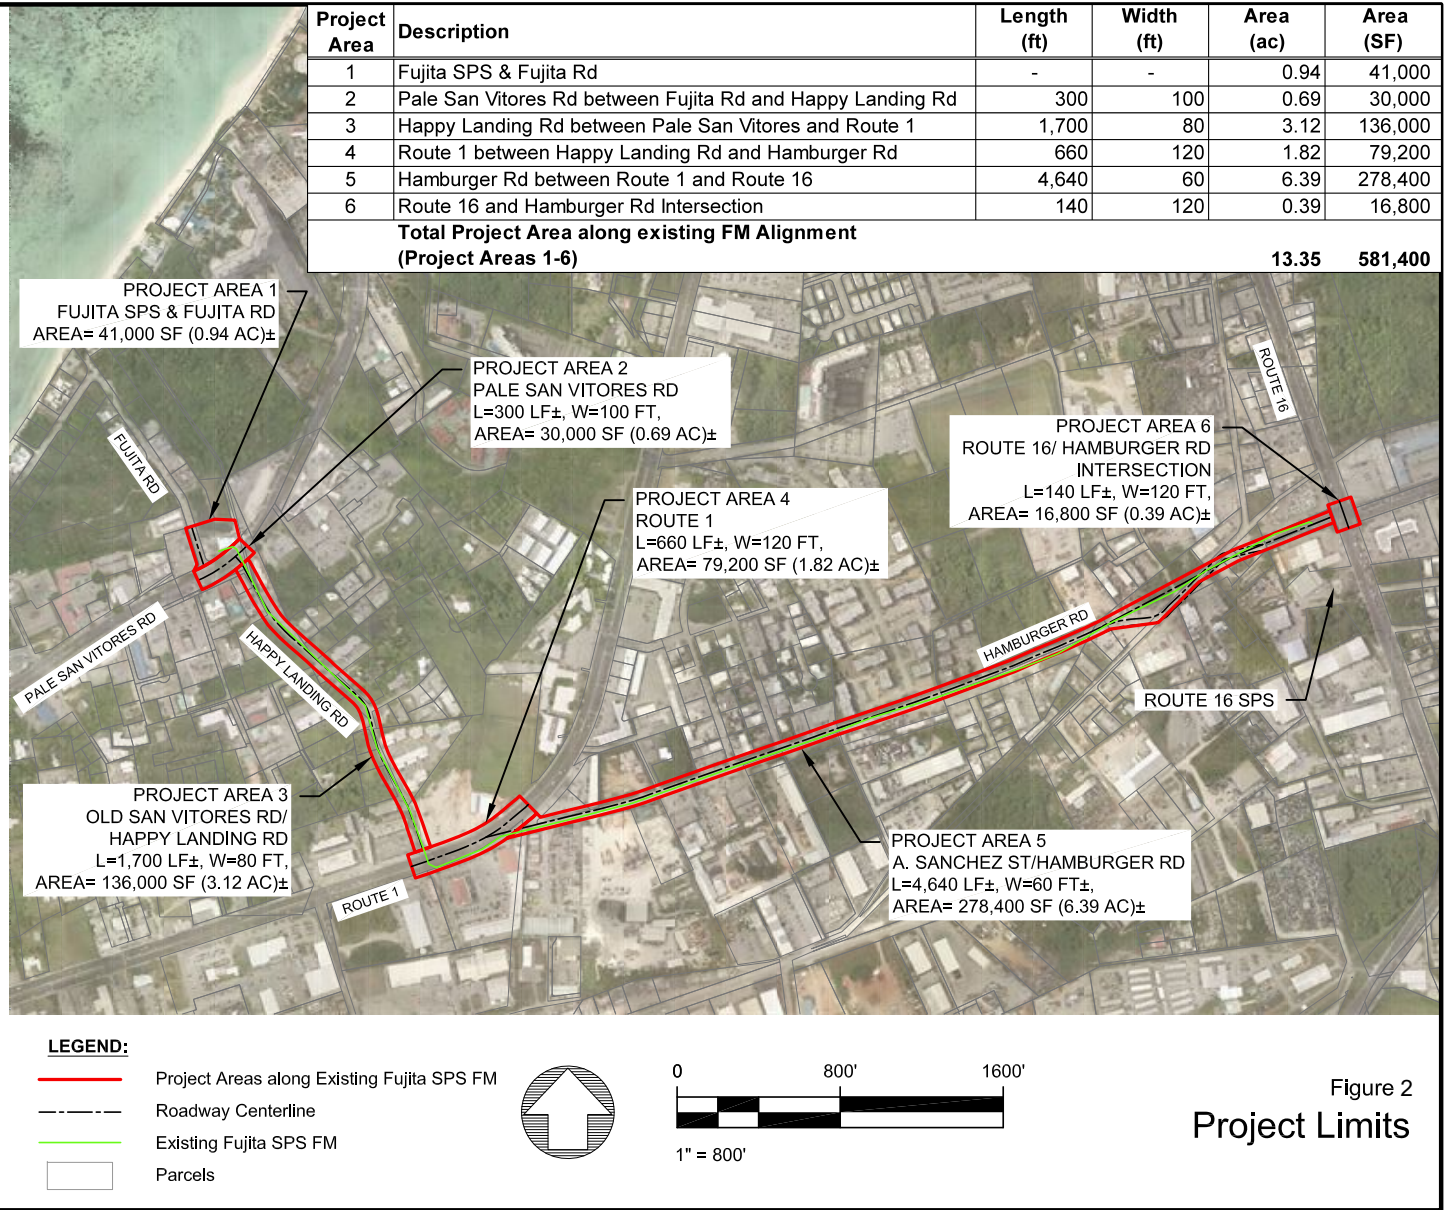 Project Area Description Length (ft) Width (ft) Area (ac) Area (SF)
1 Fujita SPS & Fujita Rd - - 0.94 41,000
2 Pale San Vitores Rd between Fujita Rd and Happy Landing Rd 300 100 0.69 30,000
3 Happy Landing Rd between Pale San Vitores and Route 1 1,700 80 3.12 136,000
4 Route 1 between Happy Landing Rd and Hamburger Rd 660 120 1.82 79,200
5 Hamburger Rd between Route 1 and Route 16 4,640 60 6.39 278,400
6 Route 16 and Hamburger Rd Intersection 140 120 0.39 16,800
Total Project Area along existing FM Alignment
(Project Areas 1-6) 13.35 581,400
PROJECT AREA 1
FUJITA SPS & FUJITA RD
AREA= 41,000 SF (0.94 AC)±
PROJECT AREA 2
PALE SAN VITORES RD
L=300 LF±, W=100 FT,
AREA= 30,000 SF (0.69 AC)±
ROUTE 16
PROJECT AREA 6
ROUTE 16/ HAMBURGER RD
INTERSECTION
L=140 LF±, W=120 FT,
AREA= 16,800 SF (0.39 AC)±
FUJITA RD
PROJECT AREA 4
ROUTE 1
L=660 LF±, W=120 FT,
AREA= 79,200 SF (1.82 AC)±
PALE SAN VITORES RD
HAPPY LANDING RD
HAMBURGER RD
ROUTE 16 SPS
PROJECT AREA 3
OLD SAN VITORES RD/
HAPPY LANDING RD
L=1,700 LF±, W=80 FT,
AREA= 136,000 SF (3.12 AC)±
ROUTE 1
PROJECT AREA 5
A. SANCHEZ ST/HAMBURGER RD
L=4,640 LF±, W=60 FT±,
AREA= 278,400 SF (6.39 AC)±
LEGEND:
Project Areas along Existing Fujita SPS FM
Roadway Centerline
Existing Fujita SPS FM
Parcels
0 800' 1600'
1" = 800'
Figure 2
Project Limits